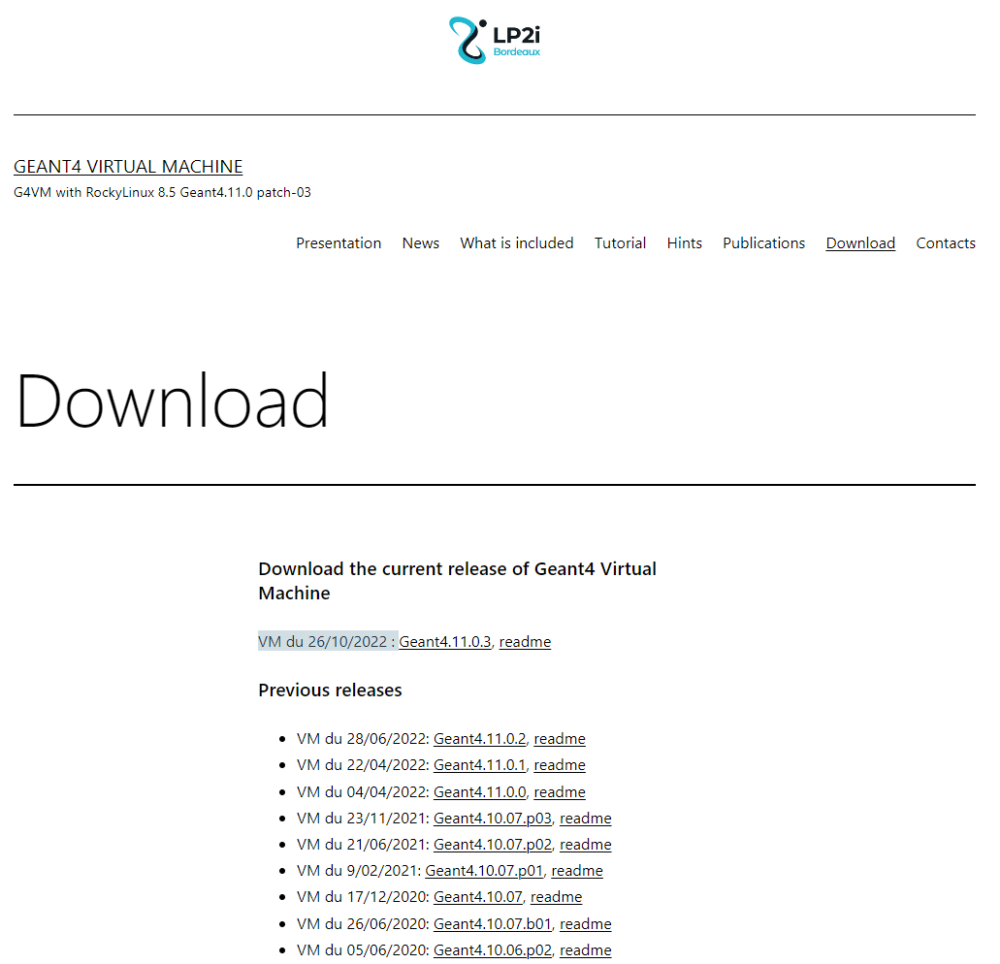 LP2i
Bordeaux
GEANT4 VIRTUAL MACHINE
G4VM with RockyLinux 8.5 Geant4.11.0 patch-03
Presentation News What is included Tutorial Hints Publications Download Contacts
Download
Download the current release of Geant4 Virtual
Machine
VM du 26/10/2022 : Geant4.11.0.3, readme
Previous releases
• VM du 28/06/2022: Geant4.11.0.2, readme
• VM du 22/04/2022: Geant4.11.0.1, readme
• VM du 04/04/2022: Geant4.11.0.0, readme
• VM du 23/11/2021: Geant4.10.07.p03, readme
• VM du 21/06/2021: Geant4.10.07.p02, readme
• VM du 9/02/2021: Geant4.10.07.p01, readme
• VM du 17/12/2020: Geant4.10.07, readme
• VM du 26/06/2020: Geant4.10.07.b01, readme
• VM du 05/06/2020: Geant4.10.06.p02, readme